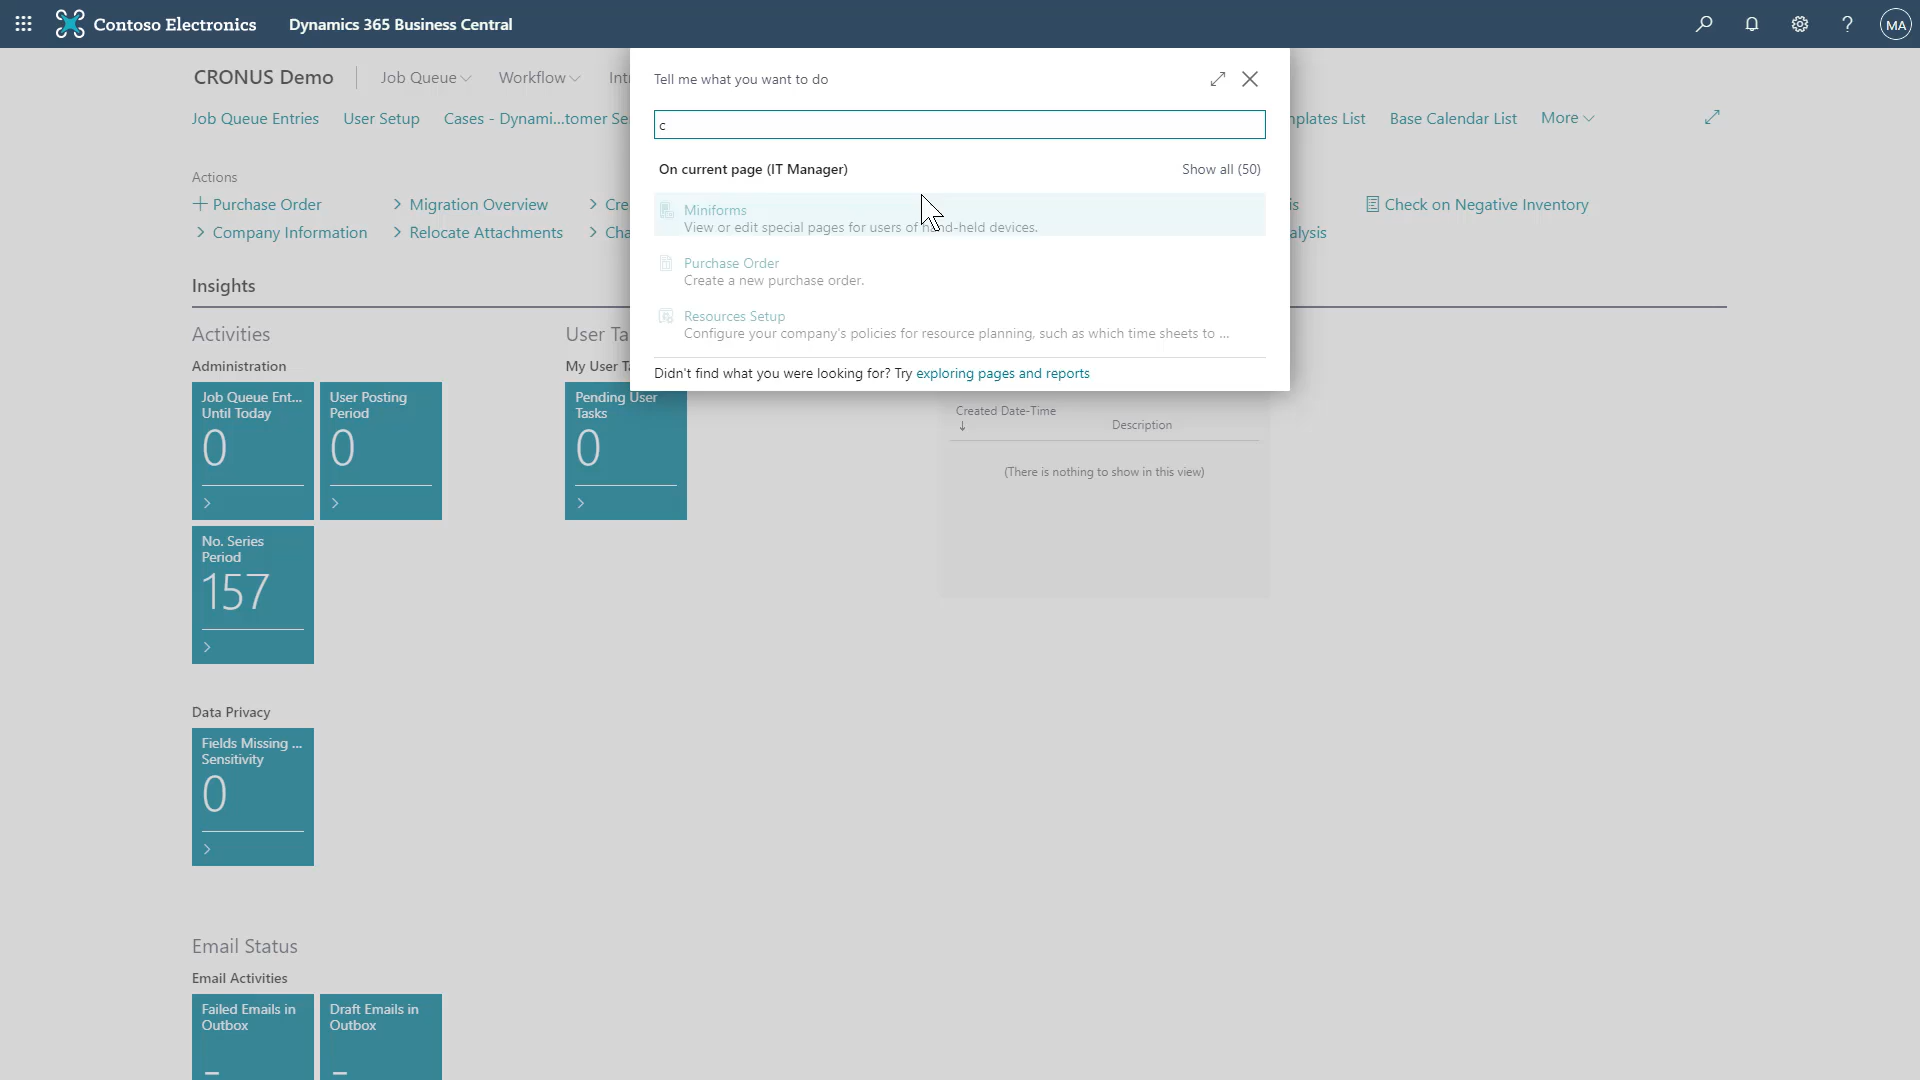 Contoso Electronics
Dynamics 365 Business Central
MA
CRONUS Demo
Job Queue
Workflow
Tell me what you want to do
c
Job Queue Entries
User Setup
Cases - Dynami...tomer Se
nplates List
Base Calendar List
More
On current page (IT Manager)
Show all (50)
Actions
Purchase Order
Migration Overview
Cre
is
Check on Negative Inventory
Company Information
Relocate Attachments
Cha
alysis
Miniforms
View or edit special pages for users of hand-held devices.
Purchase Order
Create a new purchase order.
Resources Setup
Configure your company's policies for resource planning, such as which time sheets to ...
Didn't find what you were looking for? Try exploring pages and reports
Insights
Activities
User Ta
Administration
My User T
Job Queue Ent...
Until Today
0
User Posting
Period
0
Pending User
Tasks
0
Created Date-Time
Description
(There is nothing to show in this view)
No. Series
Period
157
Data Privacy
Fields Missing ...
Sensitivity
0
Email Status
Email Activities
Failed Emails in
Outbox
Draft Emails in
Outbox